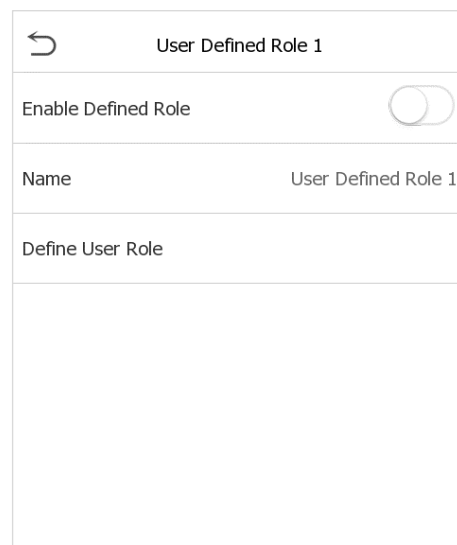 User Defined Role 1
Enable Defined Role
Name User Defined Role 1
Define User Role